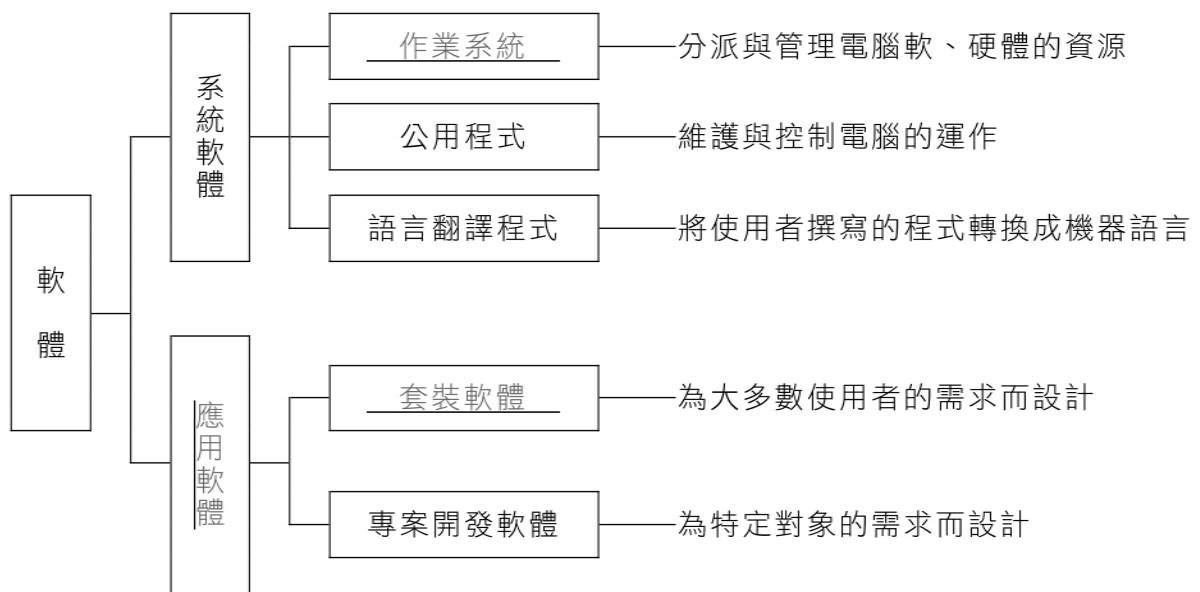 軟體
系統軟體
作業系統
分派與管理電腦軟、硬體的資源
公用程式
維護與控制電腦的運作
語言翻譯程式
將使用者撰寫的程式轉換成機器語言
應用軟體
套裝軟體
為大多數使用者的需求而設計
專案開發軟體
為特定對象的需求而設計